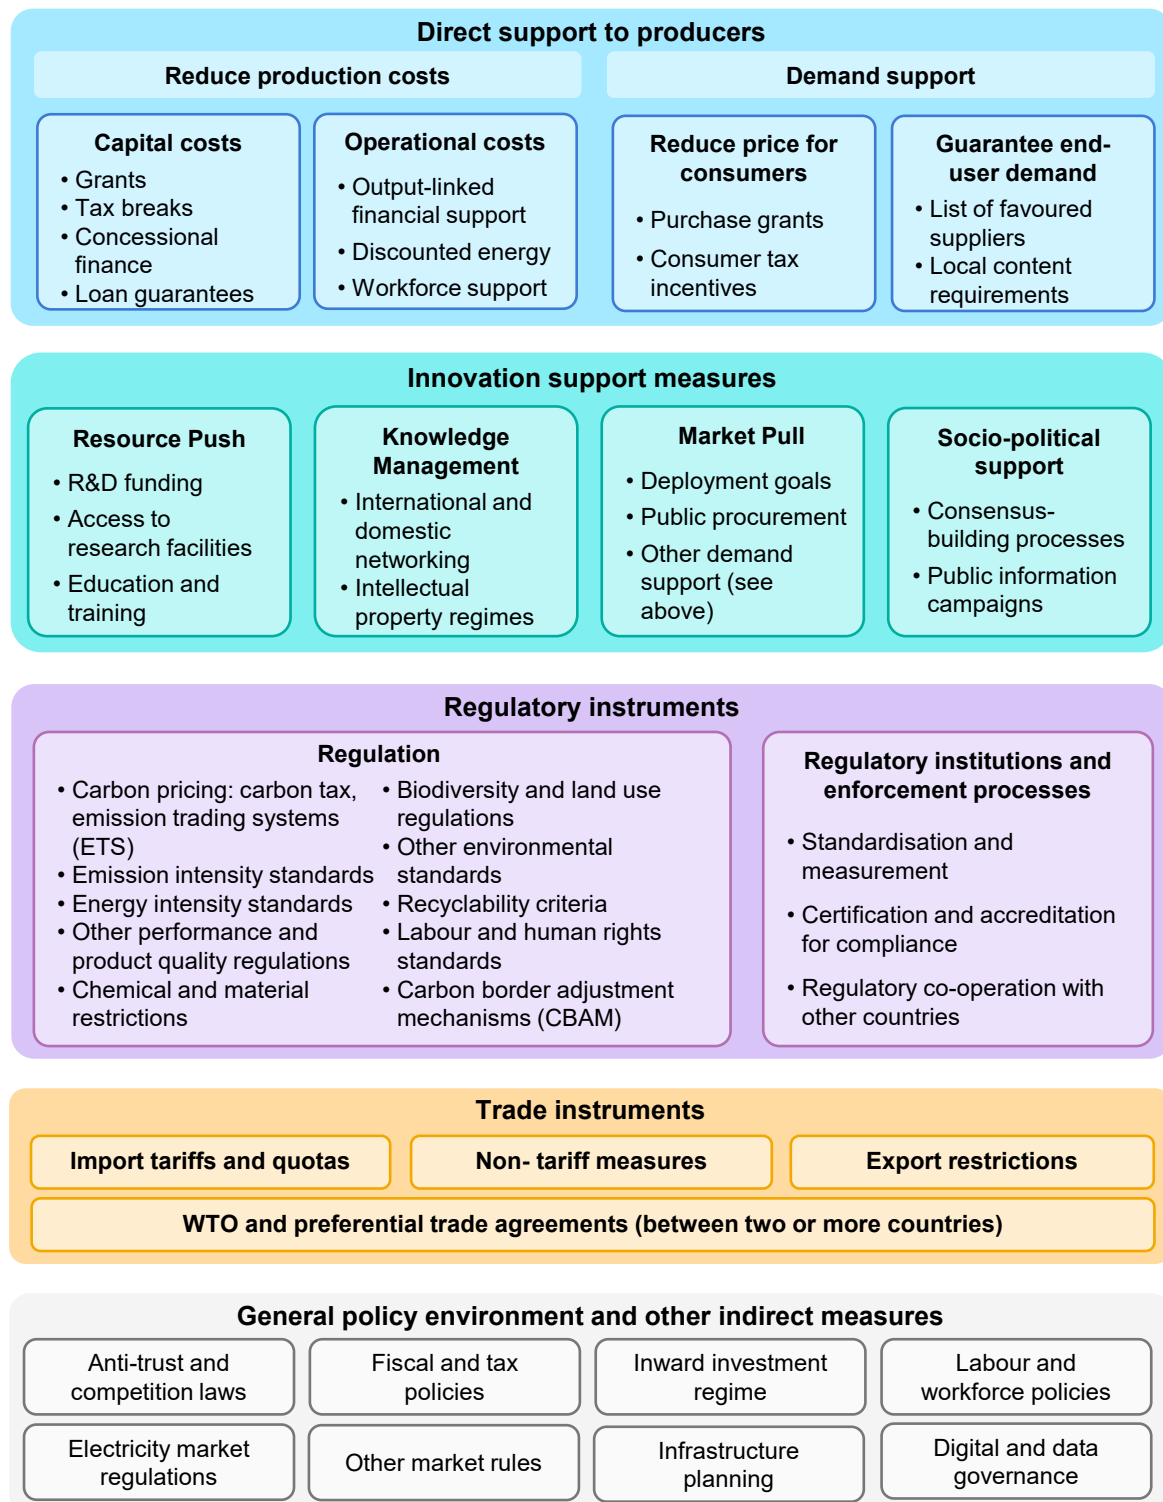 Direct support to producers
Reduce production costs
Demand support
Capital costs
• Grants
• Tax breaks
• Concessional
finance
• Loan guarantees
Operational costs
• Output-linked
financial support
• Discounted energy
• Workforce support
Reduce price for
consumers
• Purchase grants
• Consumer tax
incentives
Guarantee end-
user demand
• List of favoured
suppliers
• Local content
requirements
Innovation support measures
Resource Push
• R&D funding
• Access to
research facilities
• Education and
training
Knowledge
Management
• International and
domestic
networking
• Intellectual
property regimes
Market Pull
• Deployment goals
• Public procurement
• Other demand
support (see
above)
Socio-political
support
• Consensus-
building processes
• Public information
campaigns
Regulatory instruments
Regulation
• Carbon pricing: carbon tax,
emission trading systems
(ETS)
• Emission intensity standards
• Energy intensity standards
• Other performance and
product quality regulations
• Chemical and material
restrictions
• Biodiversity and land use
regulations
• Other environmental
standards
• Recyclability criteria
• Labour and human rights
standards
• Carbon border adjustment
mechanisms (CBAM)
Regulatory institutions and
enforcement processes
• Standardisation and
measurement
• Certification and accreditation
for compliance
• Regulatory co-operation with
other countries
Trade instruments
Import tariffs and quotas
Non- tariff measures
Export restrictions
WTO and preferential trade agreements (between two or more countries)
General policy environment and other indirect measures
Anti-trust and
competition laws
Fiscal and tax
policies
Inward investment
regime
Labour and
workforce policies
Electricity market
regulations
Other market rules
Infrastructure
planning
Digital and data
governance